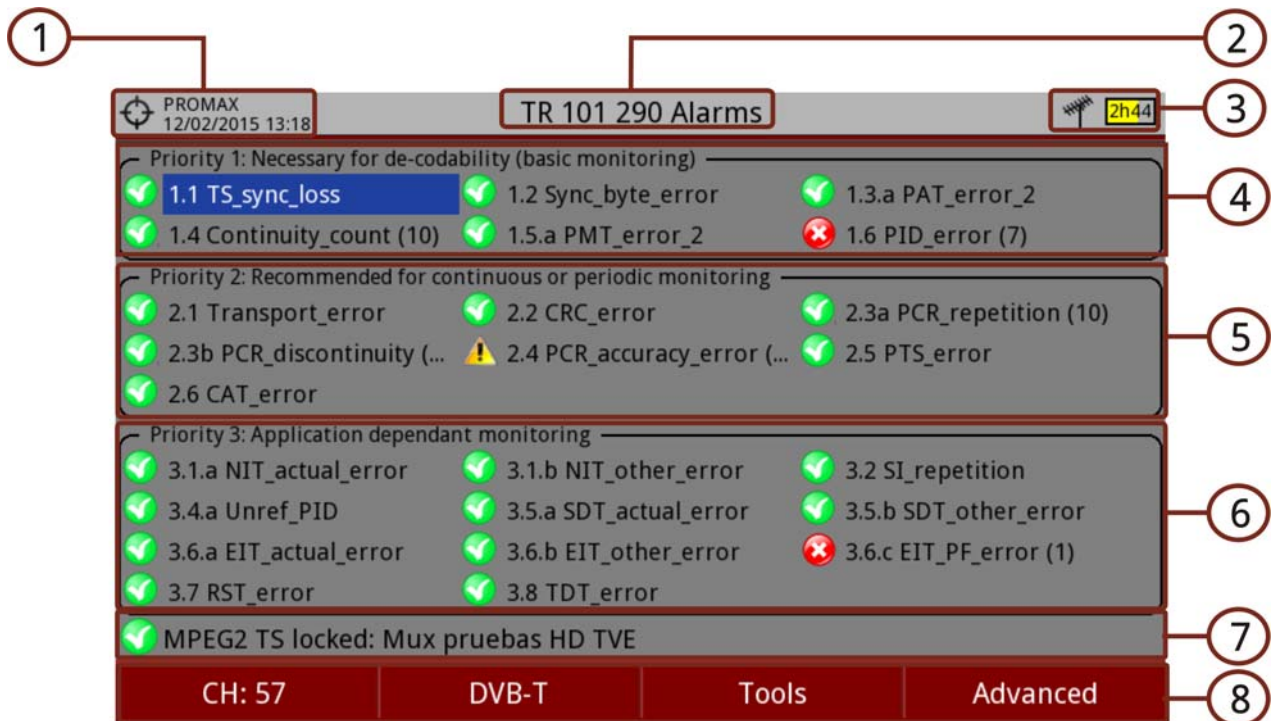 1
2
PROMAX
12/02/2015 13:18
TR 101 290 Alarms
2h44
3
Priority 1: Necessary for de-codability (basic monitoring)
1.1 TS_sync_loss
1.2 Sync_byte_error
1.3.a PAT_error_2
4
1.4 Continuity_count (10)
1.5.a PMT_error_2
1.6 PID_error (7)
Priority 2: Recommended for continuous or periodic monitoring
2.1 Transport_error
2.2 CRC_error
2.3a PCR_repetition (10)
2.3b PCR_discontinuity (...
2.4 PCR_accuracy_error (...
2.5 PTS_error
5
2.6 CAT_error
Priority 3: Application dependant monitoring
3.1.a NIT_actual_error
3.1.b NIT_other_error
3.2 SI_repetition
3.4.a Unref_PID
3.5.a SDT_actual_error
3.5.b SDT_other_error
6
3.6.a EIT_actual_error
3.6.b EIT_other_error
3.6.c EIT_PF_error (1)
3.7 RST_error
3.8 TDT_error
MPEG2 TS locked: Mux pruebas HD TVE
7
CH: 57
DVB-T
Tools
Advanced
8